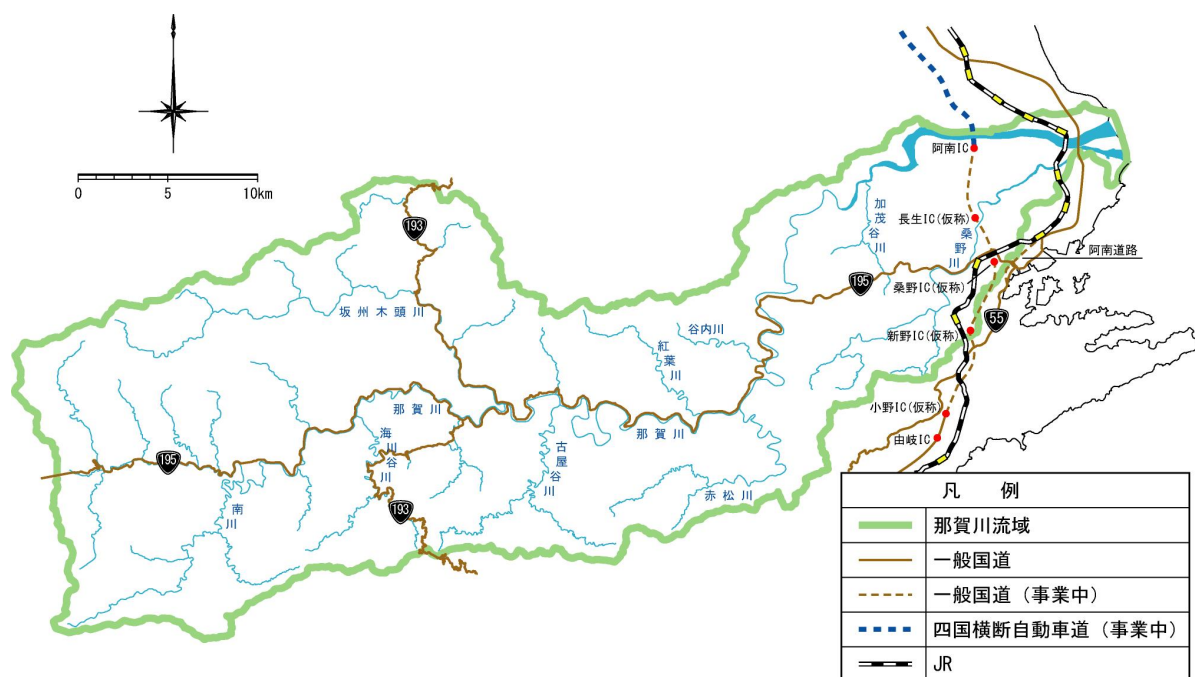 0 5 10km
193
阿南IC
加茂谷川
長生IC(仮称)
桑野川
阿南道路
195
桑野IC(仮称)
坂州木頭川
谷内川
紅葉川
55
新野IC(仮称)
那賀川
海川谷川
那賀川
小野IC(仮称)
古屋谷川
由岐IC
195
南川
193
赤松川
凡 例
那賀川流域
一般国道
一般国道(事業中)
四国横断自動車道(事業中)
JR